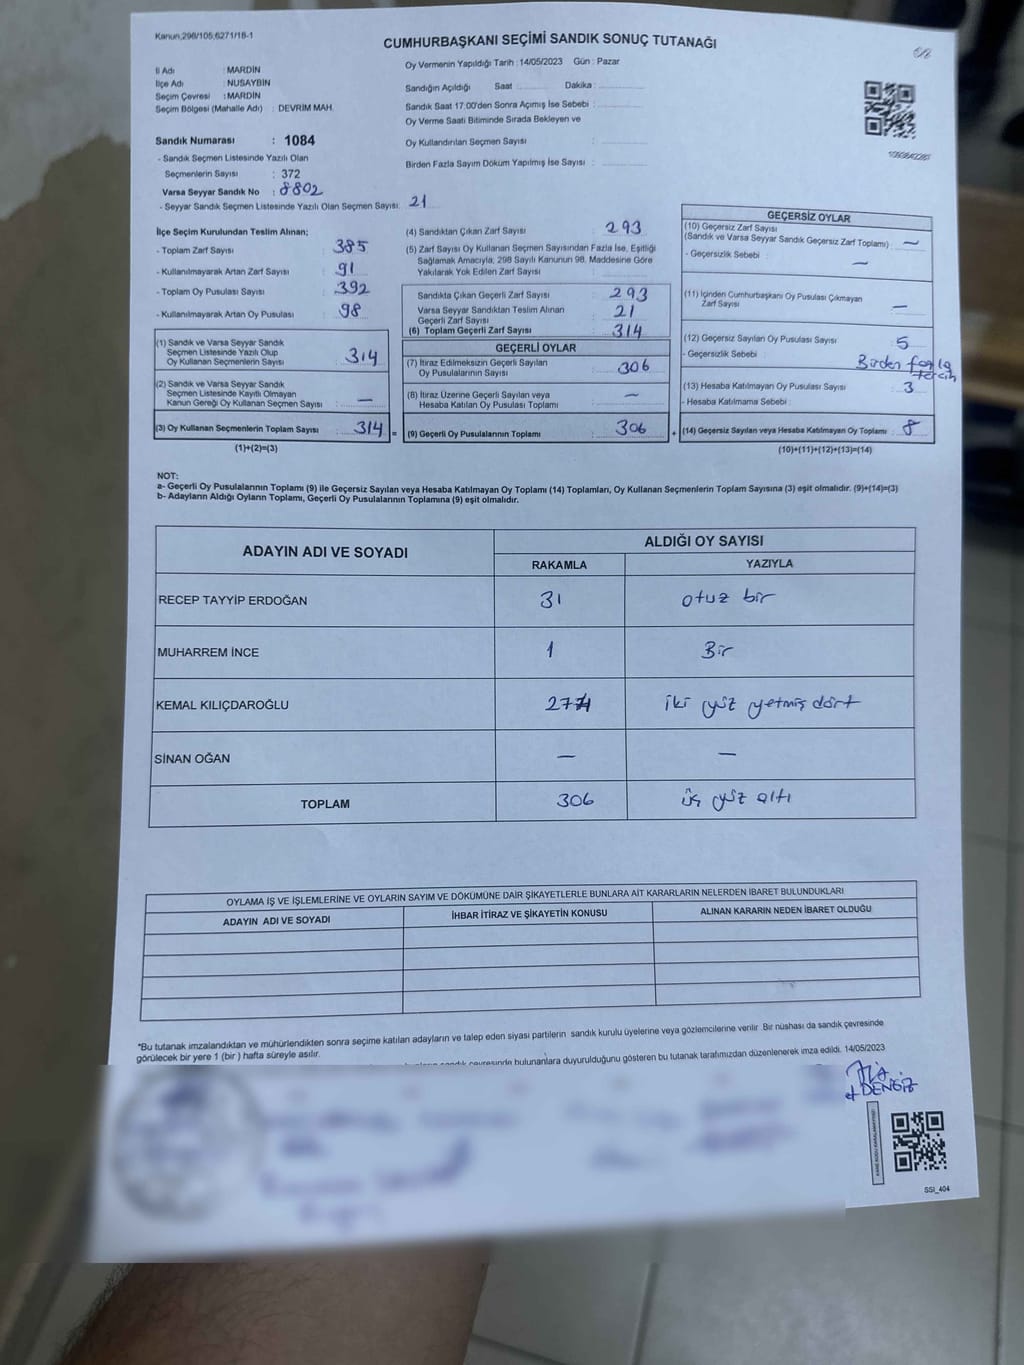 Kanun;298/105;6271/18-1
CUMHURBAŞKANI SEÇİMİ SANDIK SONUÇ TUTANAĞI
İl Adı : MARDİN
İlçe Adı : NUSAYBİN
Seçim Çevresi : MARDİN
Seçim Bölgesi (Mahalle Adı) : DEVRİM MAH.
Sandık Numarası : 1084
- Sandık Seçmen Listesinde Yazılı Olan
Seçmenlerin Sayısı : 372
Varsa Seyyar Sandık No : 8802
- Seyyar Sandık Seçmen Listesinde Yazılı Olan Seçmen Sayısı: 21
Oy Vermenin Yapıldığı Tarih : 14/05/2023 Gün : Pazar
Sandığın Açıldığı Saat Dakika :
Sandık Saat 17.00'den Sonra Açımış İse Sebebi :
Oy Verme Saati Bitiminde Sırada Bekleyen ve
Oy Kullandırılan Seçmen Sayısı :
Birden Fazla Sayım Döküm Yapılmış İse Sayısı :
İlçe Seçim Kurulundan Teslim Alınan;
- Toplam Zarf Sayısı : 385
- Kullanılmayarak Artan Zarf Sayısı : 91
- Toplam Oy Pusulası Sayısı : 392
- Kullanılmayarak Artan Oy Pusulası : 98
(1) Sandık ve Varsa Seyyar Sandık
Seçmen Listesinde Yazılı Olup
Oy Kullanan Seçmenlerin Sayısı : 314
(2) Sandık ve Varsa Seyyar Sandık
Seçmen Listesinde Kayıtlı Olmayan
Kanun Gereği Oy Kullanan Seçmen Sayısı : —
(3) Oy Kullanan Seçmenlerin Toplam Sayısı : 314 =
(1)+(2)=(3)
(4) Sandıktan Çıkan Zarf Sayısı : 293
(5) Zarf Sayısı Oy Kullanan Seçmen Sayısından Fazla İse, Eşitliği
Sağlamak Amacıyla; 298 Sayılı Kanunun 98. Maddesine Göre
Yakılarak Yok Edilen Zarf Sayısı :
Sandıkta Çıkan Geçerli Zarf Sayısı : 293
Varsa Seyyar Sandıktan Teslim Alınan
Geçerli Zarf Sayısı : 21
(6) Toplam Geçerli Zarf Sayısı : 314
GEÇERLİ OYLAR
(7) İtiraz Edilmeksizin Geçerli Sayılan
Oy Pusulalarının Sayısı : 306
(8) İtiraz Üzerine Geçerli Sayılan veya
Hesaba Katılan Oy Pusulası Toplamı : —
(9) Geçerli Oy Pusulalarının Toplamı : 306 +
GEÇERSİZ OYLAR
(10) Geçersiz Zarf Sayısı
(Sandık ve Varsa Seyyar Sandık Geçersiz Zarf Toplamı) : —
- Geçersizlik Sebebi : —
(11) İçinden Cumhurbaşkanı Oy Pusulası Çıkmayan
Zarf Sayısı : —
(12) Geçersiz Sayılan Oy Pusulası Sayısı : 5
- Geçersizlik Sebebi : Birden fazla
tercih
(13) Hesaba Katılmayan Oy Pusulası Sayısı : 3
- Hesaba Katılmama Sebebi :
(14) Geçersiz Sayılan veya Hesaba Katılmayan Oy Toplamı : 8
(10)+(11)+(12)+(13)=(14)
NOT:
a- Geçerli Oy Pusulalarının Toplamı (9) ile Geçersiz Sayılan veya Hesaba Katılmayan Oy Toplamı (14) Toplamları, Oy Kullanan Seçmenlerin Toplam Sayısına (3) eşit olmalıdır. (9)+(14)=(3)
b- Adayların Aldığı Oyların Toplamı, Geçerli Oy Pusulalarının Toplamına (9) eşit olmalıdır.
ADAYIN ADI VE SOYADI
ALDIĞI OY SAYISI
RAKAMLA YAZIYLA
RECEP TAYYİP ERDOĞAN 31 otuz bir
MUHARREM İNCE 1 Bir
KEMAL KILIÇDAROĞLU 274 iki yüz yetmiş dört
SİNAN OĞAN — —
TOPLAM 306 üç yüz altı
OYLAMA İŞ VE İŞLEMLERİNE VE OYLARIN SAYIM VE DÖKÜMÜNE DAİR ŞİKAYETLERLE BUNLARA AİT KARARLARIN NELERDEN İBARET BULUNDUKLARI
ADAYIN ADI VE SOYADI İHBAR İTİRAZ VE ŞİKAYETİN KONUSU ALINAN KARARIN NEDEN İBARET OLDUĞU
*Bu tutanak imzalandıktan ve mühürlendikten sonra seçime katılan adayların ve talep eden siyasi partilerin sandık kurulu üyelerine veya gözlemcilerine verilir. Bir nüshası da sandık çevresinde
görülecek bir yere 1 (bir) hafta süreyle asılır.
sandık çevresinde bulunanlara duyurulduğunu gösteren bu tutanak tarafımızdan düzenlenerek imza edildi. 14/05/2023
DENGİZ
SSI_404